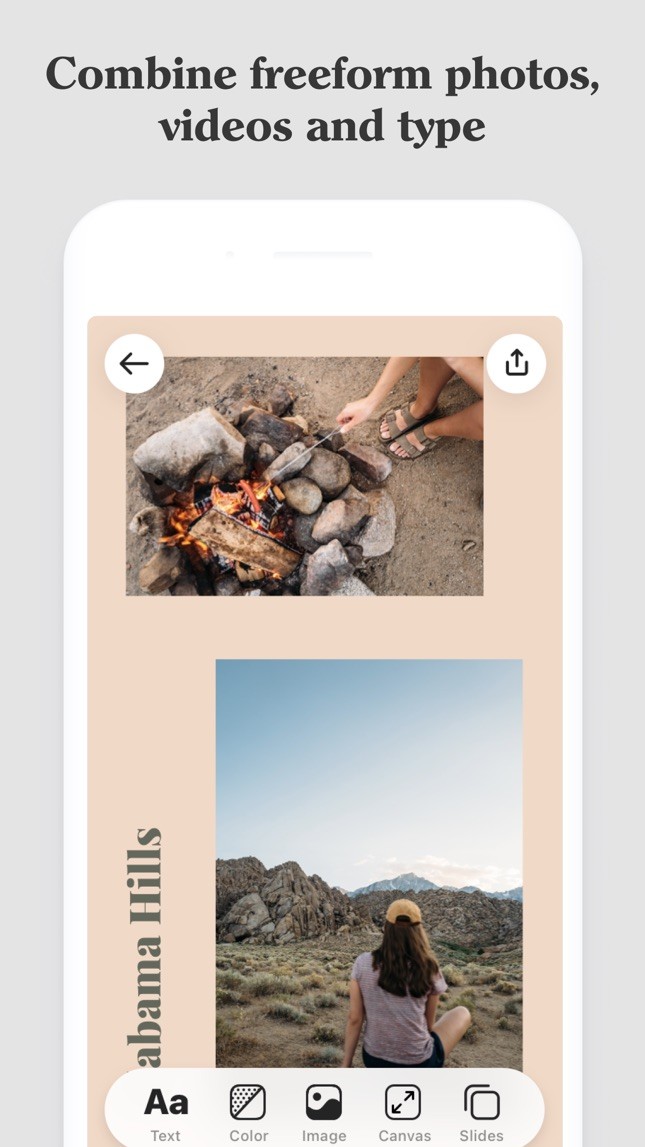 Combine freeform photos,
videos and type
abama Hills
Aa
Text
Color
Image
Canvas
Slides